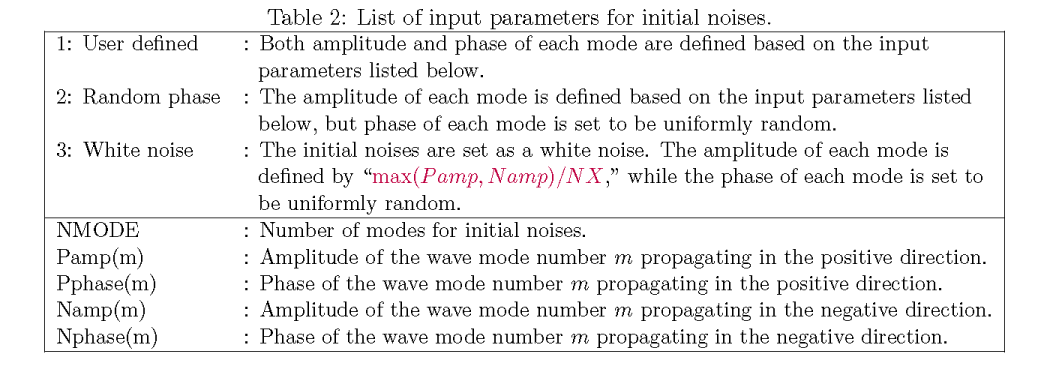 Table 2: List of input parameters for initial noises.
1: User defined : Both amplitude and phase of each mode are defined based on the input
parameters listed below.
2: Random phase : The amplitude of each mode is defined based on the input parameters listed
below, but phase of each mode is set to be uniformly random.
3: White noise : The initial noises are set as a white noise. The amplitude of each mode is
defined by “max(Pamp, Namp)/NX,” while the phase of each mode is set to
be uniformly random.
NMODE : Number of modes for initial noises.
Pamp(m) : Amplitude of the wave mode number m propagating in the positive direction.
Pphase(m) : Phase of the wave mode number m propagating in the positive direction.
Namp(m) : Amplitude of the wave mode number m propagating in the negative direction.
Nphase(m) : Phase of the wave mode number m propagating in the negative direction.